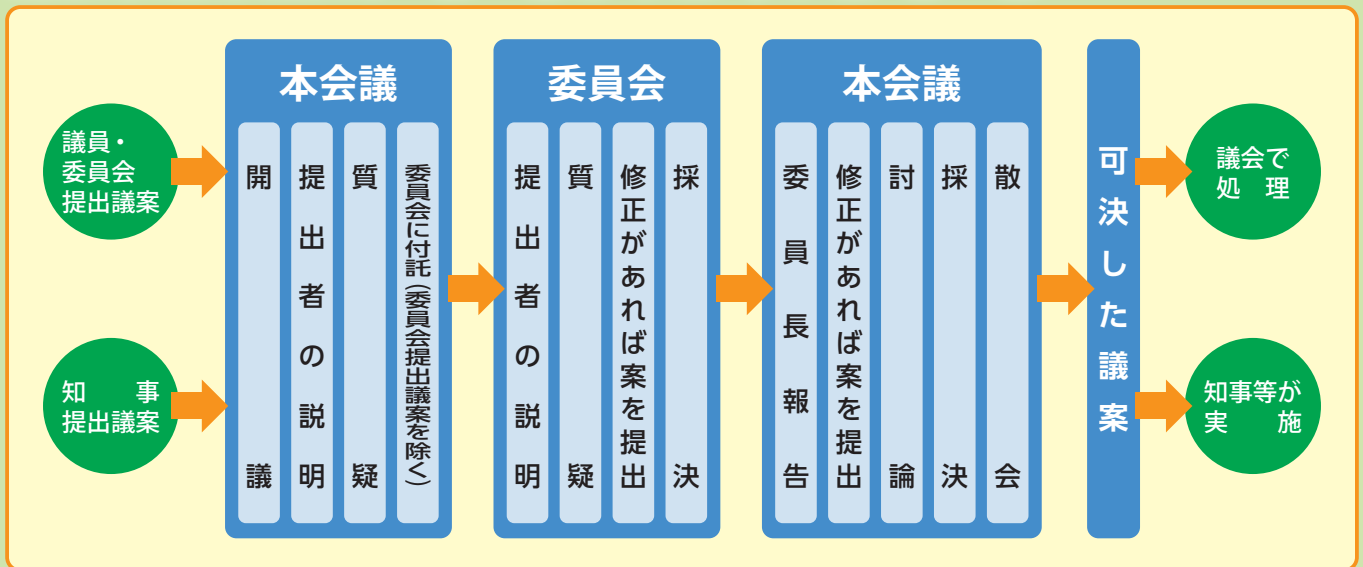 議員・
委員会
提出議案
知事
提出議案
本会議
開議
提出者の説明
質疑
委員会に付託(委員会提出議案を除く)
委員会
提出者の説明
質疑
修正があれば案を提出
採決
本会議
委員長報告
修正があれば案を提出
討論
採決
散会
可決した議案
議会で
処理
知事等が
実施